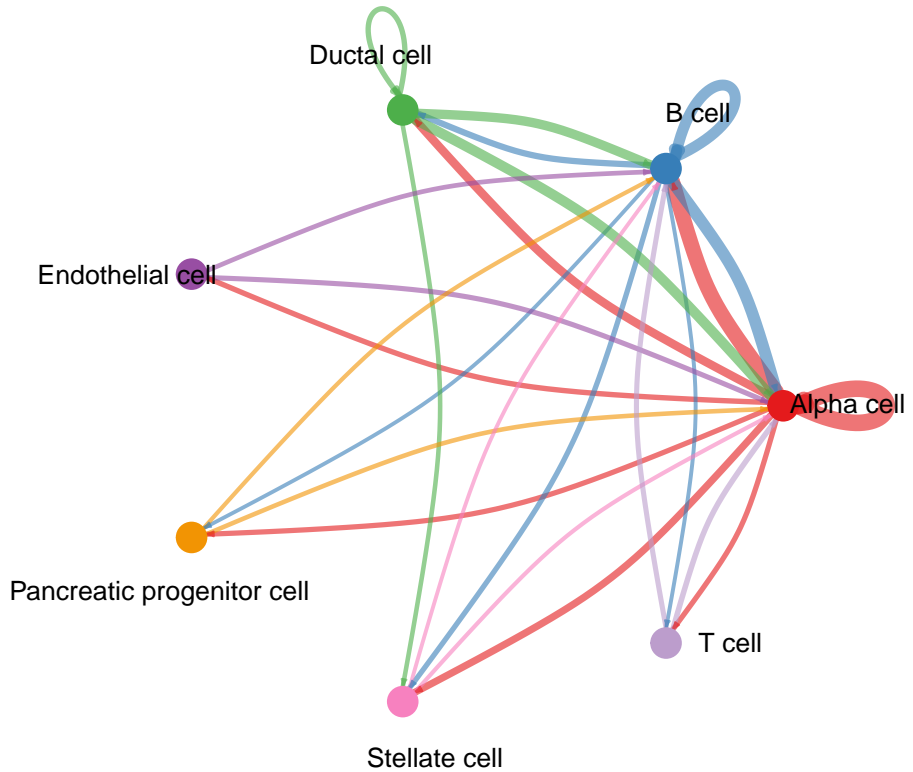 Ductal cell
B cell
Endothelial cell
Alpha cell
Pancreatic progenitor cell
T cell
Stellate cell